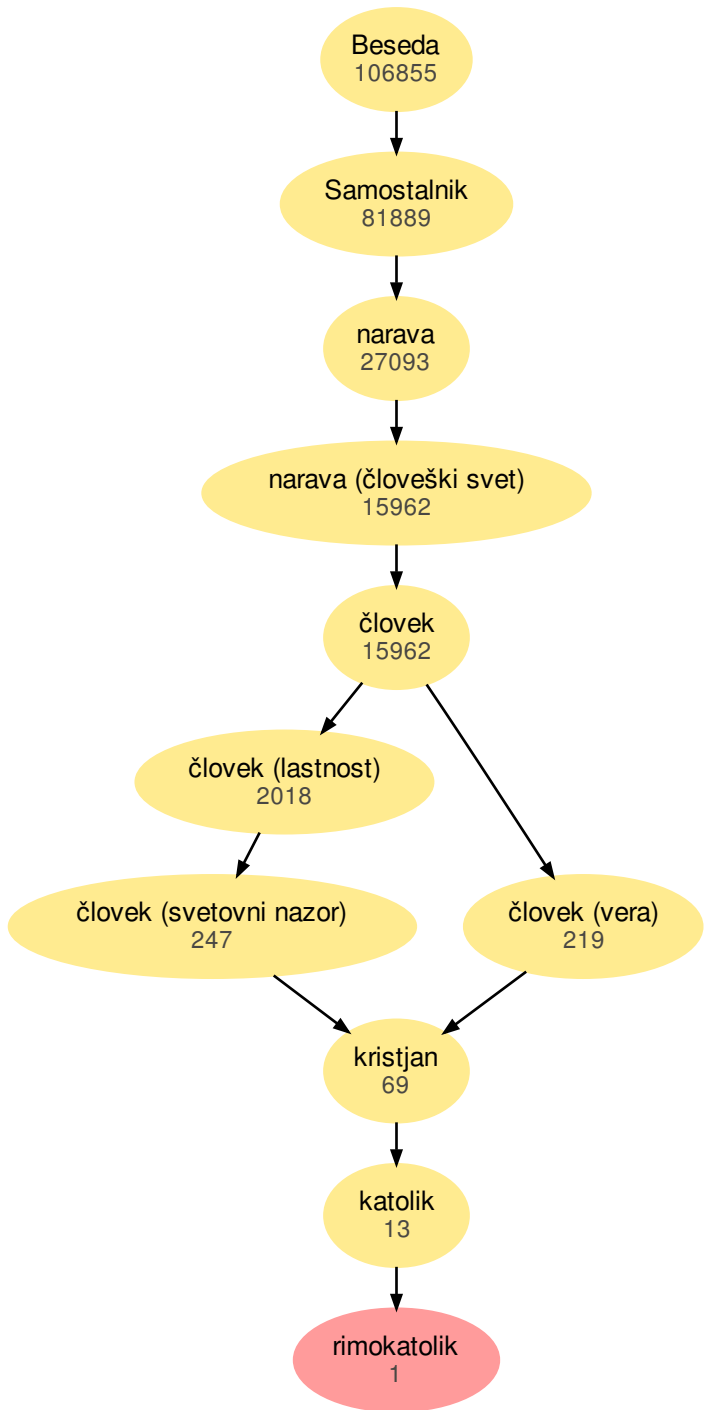 Beseda
106855
Samostalnik
81889
narava
27093
narava (človeški svet)
15962
človek
15962
človek (lastnost)
2018
človek (svetovni nazor)
247
človek (vera)
219
kristjan
69
katolik
13
rimokatolik
1